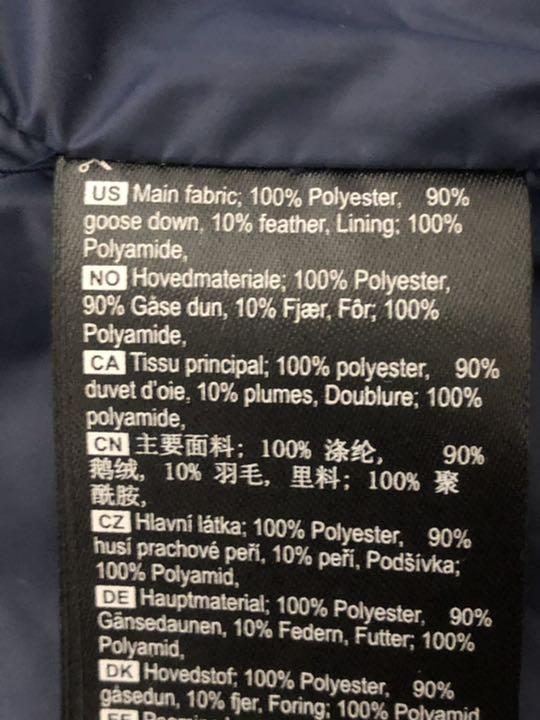 US Main fabric; 100% Polyester, 90%
goose down, 10% feather, Lining; 100%
Polyamide,
NO Hovedmateriale; 100% Polyester,
90% Gåse dun, 10% Fjær, Fôr; 100%
Polyamide,
CA Tissu principal; 100% polyester, 90%
duvet d'oie, 10% plumes, Doublure; 100%
polyamide,
CN 主要面料; 100% 涤纶, 90%
鹅绒, 10% 羽毛, 里料; 100% 聚
酰胺,
CZ Hlavní látka; 100% Polyester, 90%
husí prachové peří, 10% peří, Podšívka;
100% Polyamid,
DE Hauptmaterial; 100% Polyester, 90%
Gänsedaunen, 10% Federn, Futter; 100%
Polyamid,
DK Hovedstof; 100% Polyester, 90%
gåsedun, 10% fjer, Foring; 100% Polyamid